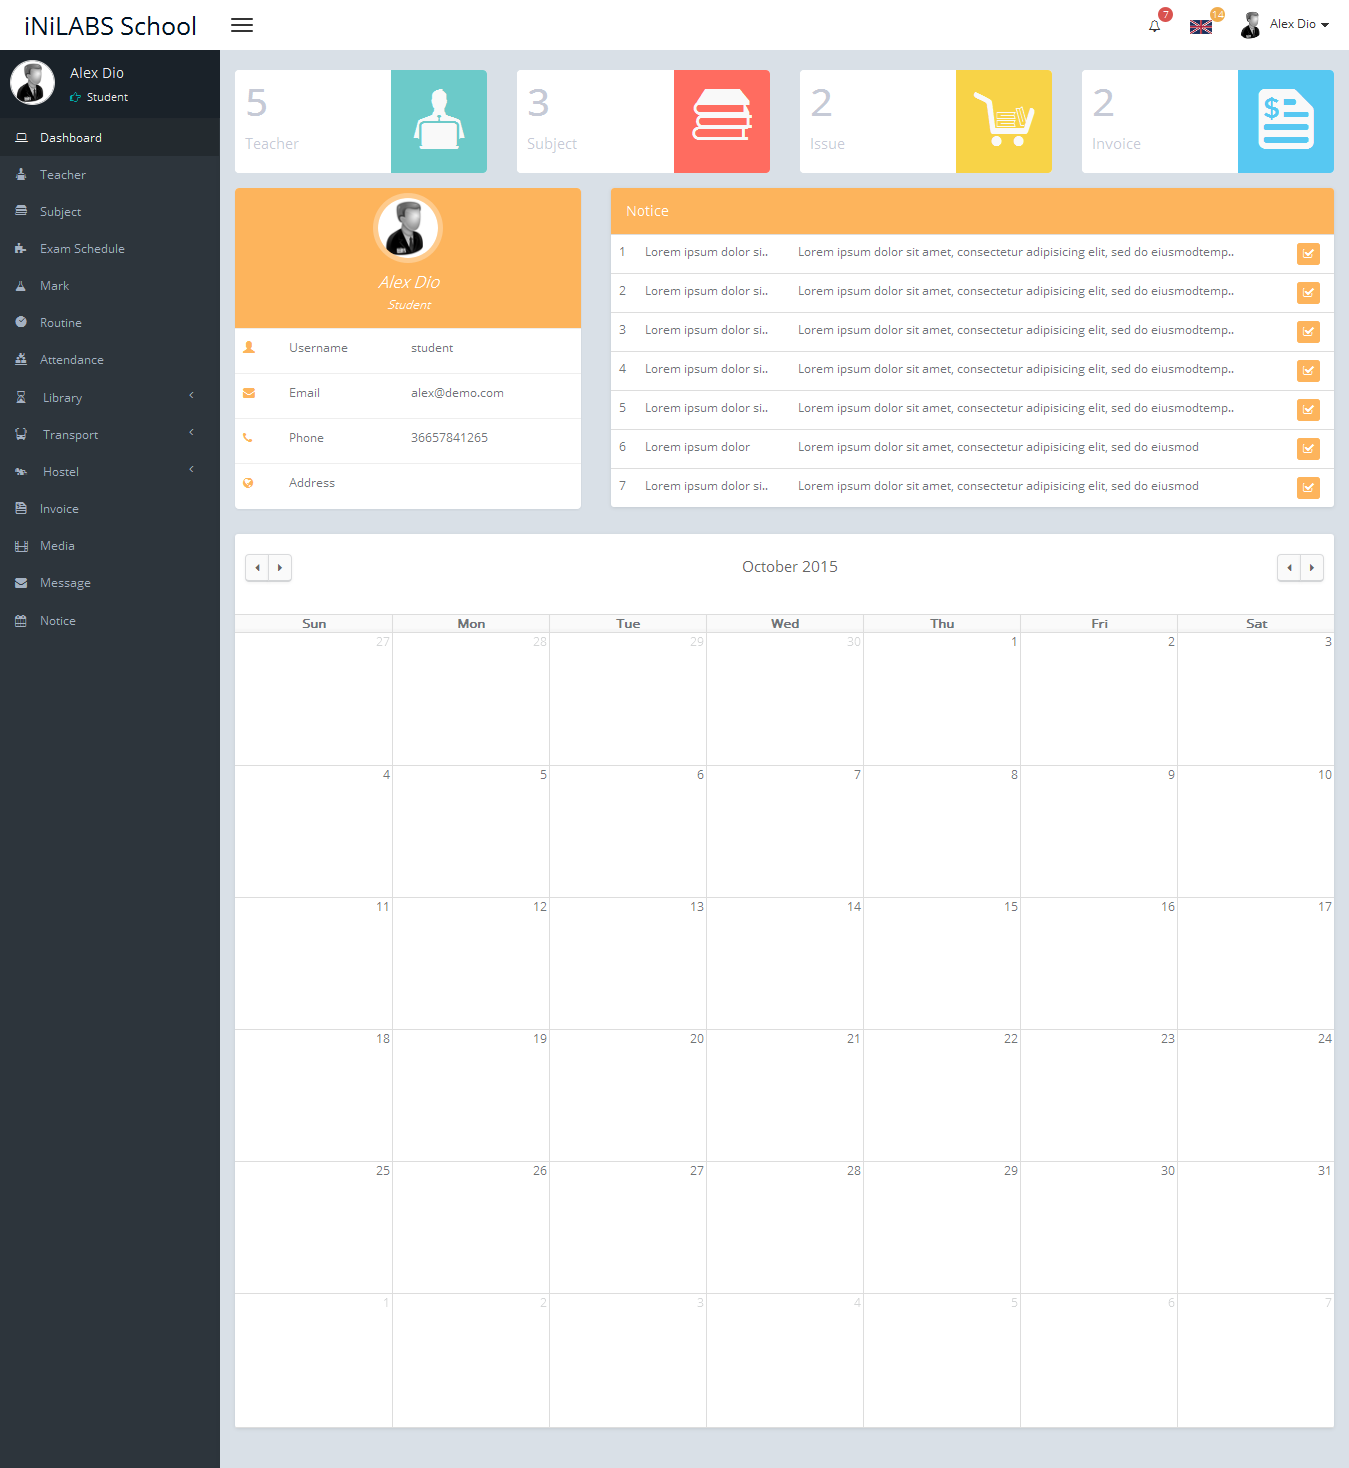 iNiLABS School
7
14
Alex Dio
Alex Dio
Student
Dashboard
Teacher
Subject
Exam Schedule
Mark
Routine
Attendance
Library
Transport
Hostel
Invoice
Media
Message
Notice
5
Teacher
3
Subject
2
Issue
2
Invoice
$
Alex Dio
Student
Username student
Email alex@demo.com
Phone 36657841265
Address
Notice
1 Lorem ipsum dolor si.. Lorem ipsum dolor sit amet, consectetur adipisicing elit, sed do eiusmodtemp..
2 Lorem ipsum dolor si.. Lorem ipsum dolor sit amet, consectetur adipisicing elit, sed do eiusmodtemp..
3 Lorem ipsum dolor si.. Lorem ipsum dolor sit amet, consectetur adipisicing elit, sed do eiusmodtemp..
4 Lorem ipsum dolor si.. Lorem ipsum dolor sit amet, consectetur adipisicing elit, sed do eiusmodtemp..
5 Lorem ipsum dolor si.. Lorem ipsum dolor sit amet, consectetur adipisicing elit, sed do eiusmodtemp..
6 Lorem ipsum dolor Lorem ipsum dolor sit amet, consectetur adipisicing elit, sed do eiusmod
7 Lorem ipsum dolor si.. Lorem ipsum dolor sit amet, consectetur adipisicing elit, sed do eiusmod
October 2015
Sun Mon Tue Wed Thu Fri Sat
27 28 29 30 1 2 3
4 5 6 7 8 9 10
11 12 13 14 15 16 17
18 19 20 21 22 23 24
25 26 27 28 29 30 31
1 2 3 4 5 6 7